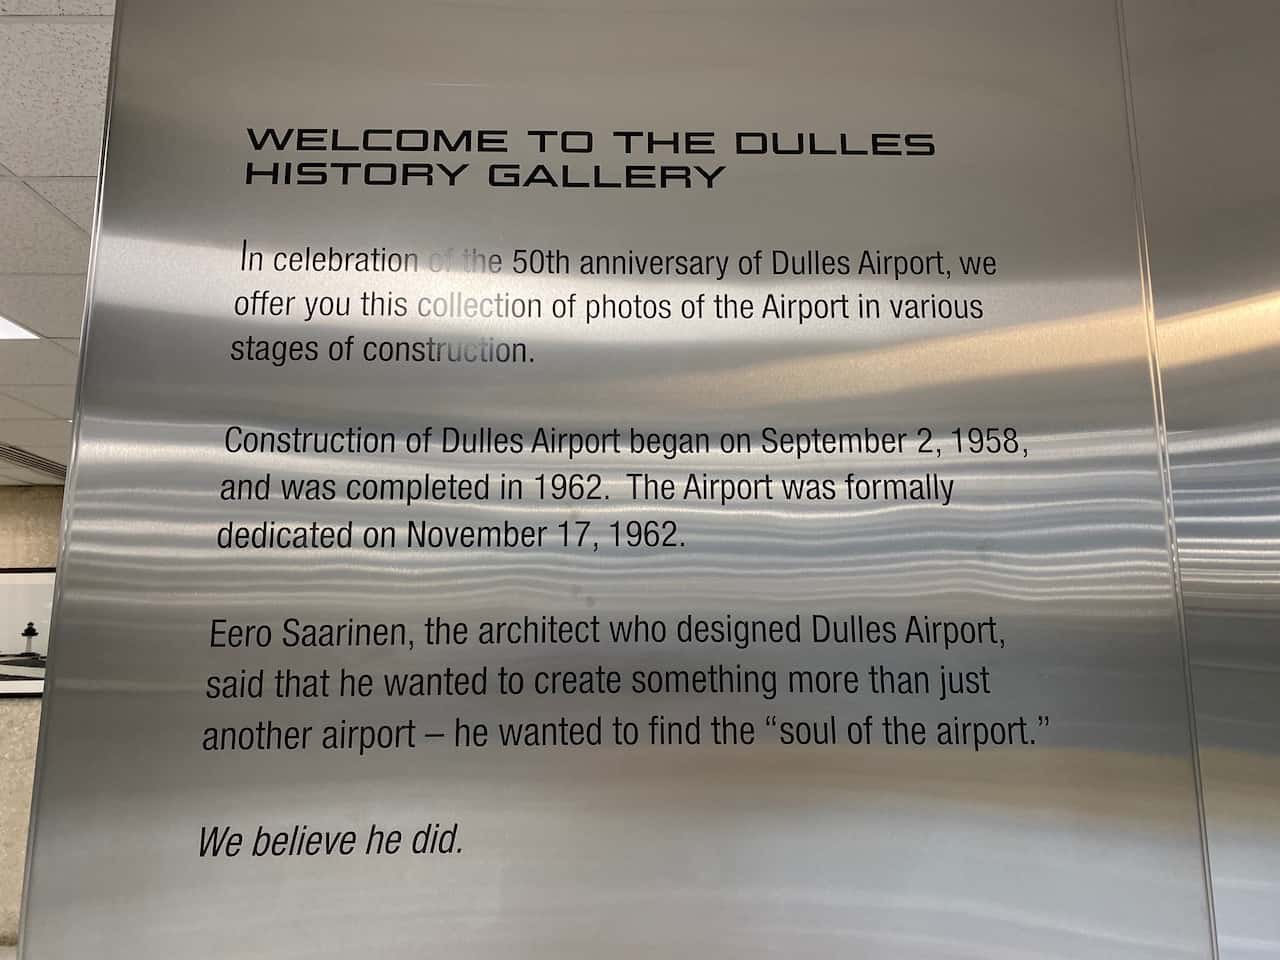 WELCOME TO THE DULLES
HISTORY GALLERY
In celebration of the 50th anniversary of Dulles Airport, we
offer you this collection of photos of the Airport in various
stages of construction.
Construction of Dulles Airport began on September 2, 1958,
and was completed in 1962. The Airport was formally
dedicated on November 17, 1962.
Eero Saarinen, the architect who designed Dulles Airport,
said that he wanted to create something more than just
another airport – he wanted to find the “soul of the airport.”
We believe he did.